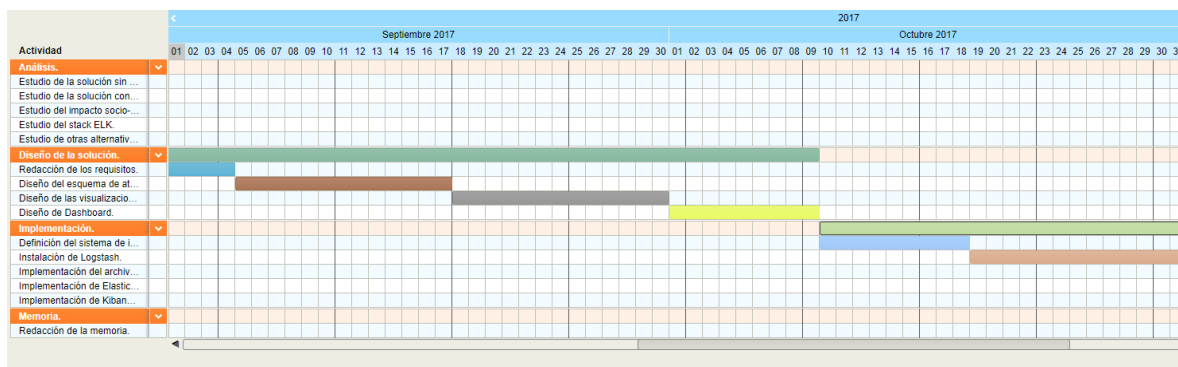 2017
Septiembre 2017 Octubre 2017
Actividad 01 02 03 04 05 06 07 08 09 10 11 12 13 14 15 16 17 18 19 20 21 22 23 24 25 26 27 28 29 30 01 02 03 04 05 06 07 08 09 10 11 12 13 14 15 16 17 18 19 20 21 22 23 24 25 26 27 28 29 30 3
Análisis.
Estudio de la solución sin ...
Estudio de la solución con...
Estudio del impacto socio-...
Estudio del stack ELK.
Estudio de otras alternativ...
Diseño de la solución.
Redacción de los requisitos.
Diseño del esquema de at...
Diseño de las visualizacio...
Diseño de Dashboard.
Implementación.
Definición del sistema de i...
Instalación de Logstash.
Implementación del archiv...
Implementación de Elastic...
Implementación de Kiban...
Memoria.
Redacción de la memoria.